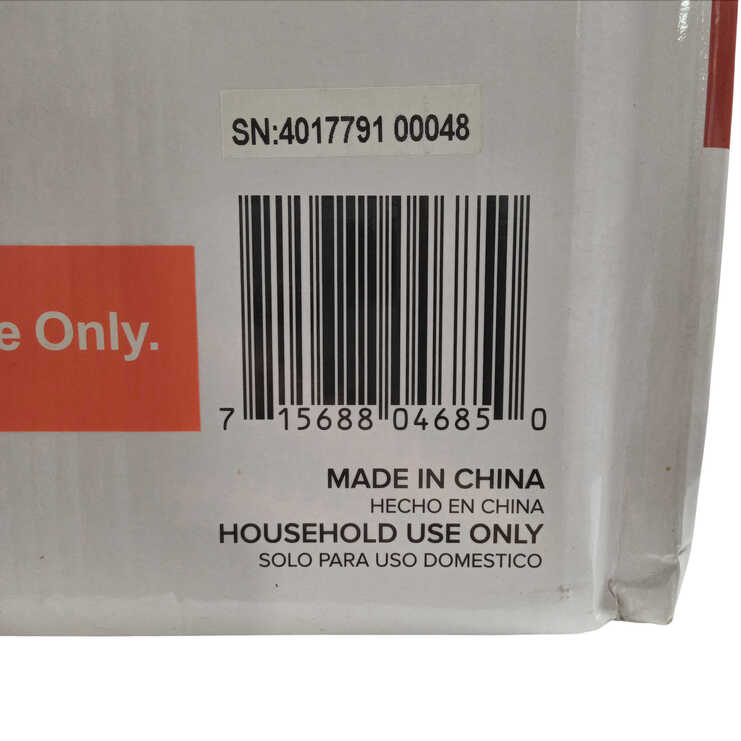 SN:4017791 00048
e Only.
7 15688 04685 0
MADE IN CHINA
HECHO EN CHINA
HOUSEHOLD USE ONLY
SOLO PARA USO DOMESTICO